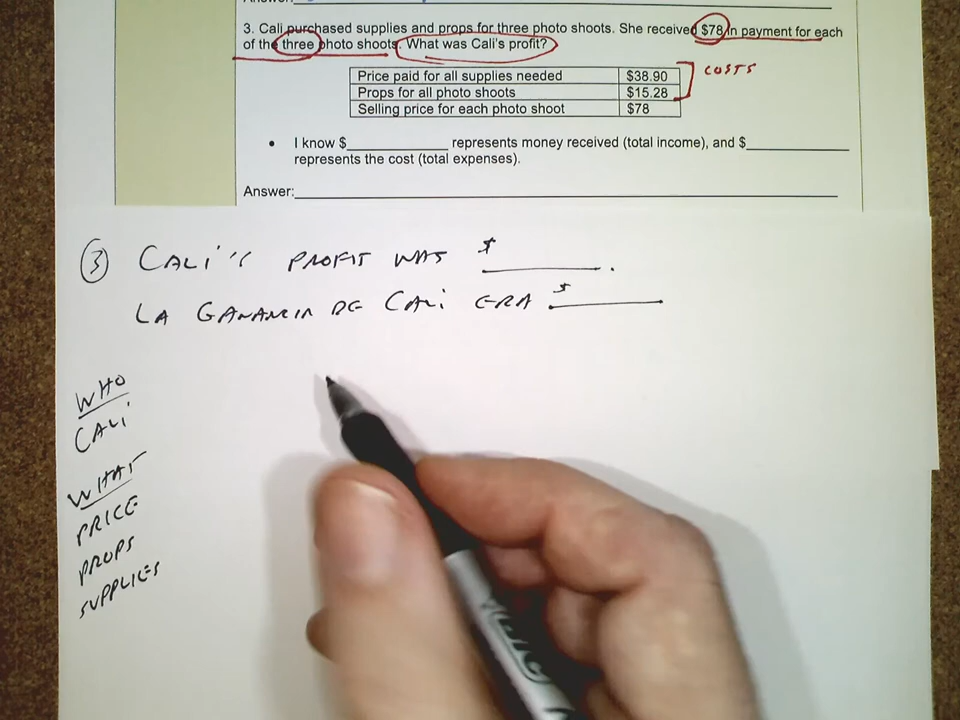 3. Cali purchased supplies and props for three photo shoots. She received $78 in payment for each
of the three photo shoots. What was Cali's profit?
Price paid for all supplies needed $38.90
COSTS
Props for all photo shoots $15.28
Selling price for each photo shoot $78
• I know $____________ represents money received (total income), and $____________
represents the cost (total expenses).
Answer:____________
3 CALI'S PROFIT WAS $________.
LA GANANCIA DE CALI ERA $________
WHO
CALI
WHAT
PRICE
PROPS
SUPPLIES